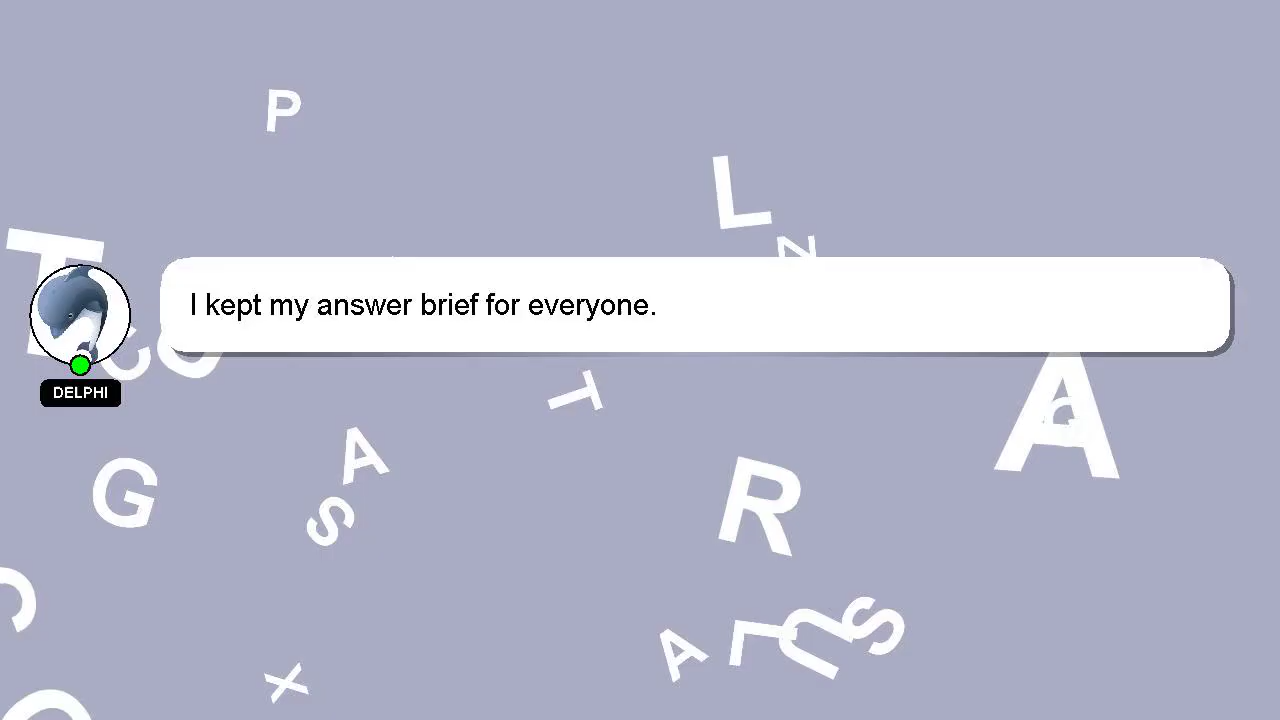 P
L
Z
T
I kept my answer brief for everyone.
DELPHI
T
A
G
A
S
R
C
A
L
U
S
X